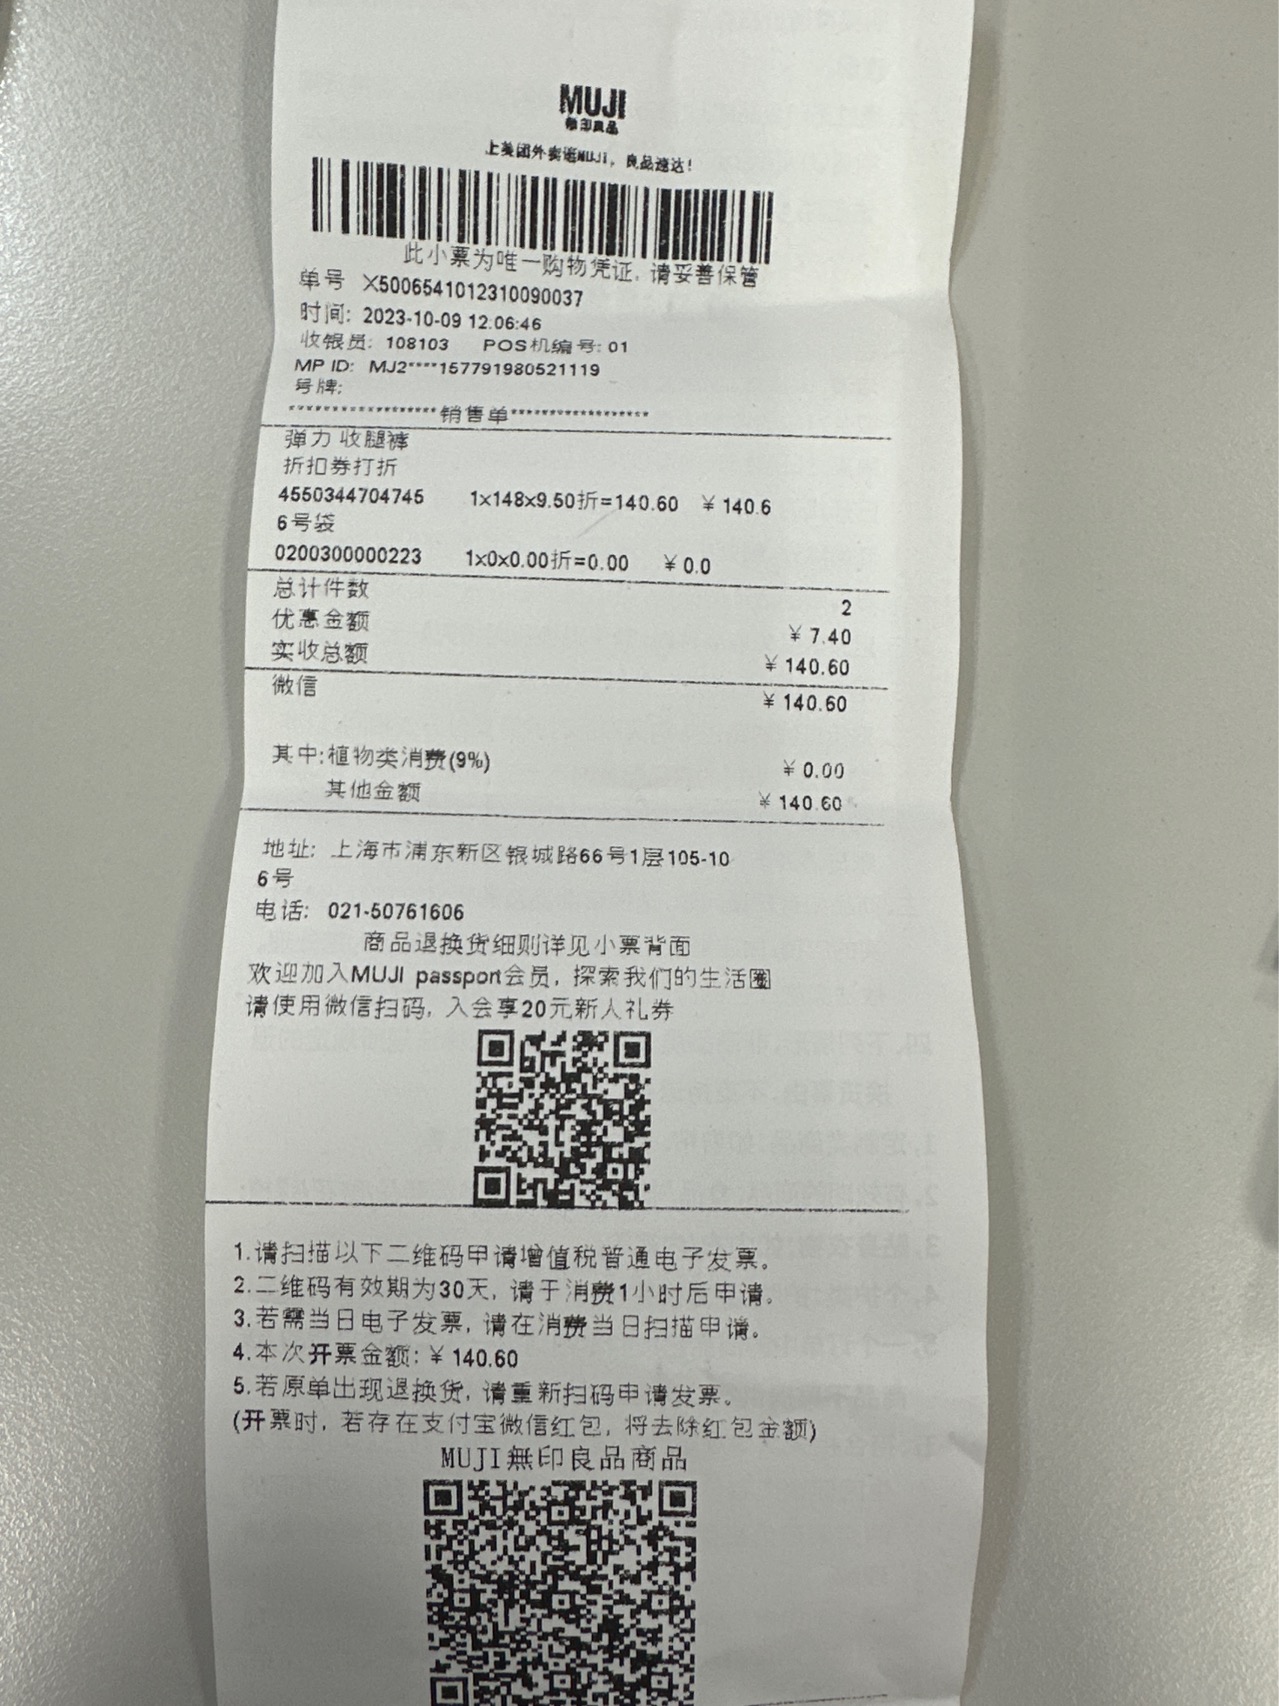 MUJI
無印良品
上美团外卖逛MUJI，良品速达！
此小票为唯一购物凭证, 请妥善保管
单号 X5006541012310090037
时间: 2023-10-09 12:06:46
收银员: 108103 POS机编号: 01
MP ID: MJ2****157791980521119
号牌:
******************销售单******************
弹力 收腿裤
折扣券打折
4550344704745 1x148x9.50折=140.60 ¥ 140.6
6号袋
0200300000223 1x0x0.00折=0.00 ¥ 0.0
总计件数 2
优惠金额 ¥ 7.40
实收总额 ¥ 140.60
微信 ¥ 140.60
其中:植物类消费(9%) ¥ 0.00
其他金额 ¥ 140.60
地址: 上海市浦东新区银城路66号1层105-10
6号
电话: 021-50761606
商品退换货细则详见小票背面
欢迎加入MUJI passport会员, 探索我们的生活圈
请使用微信扫码, 入会享20元新人礼券
1.请扫描以下二维码申请增值税普通电子发票。
2.二维码有效期为30天, 请于消费1小时后申请。
3.若需当日电子发票, 请在消费当日扫描申请。
4.本次开票金额: ¥ 140.60
5.若原单出现退换货, 请重新扫码申请发票。
(开票时, 若存在支付宝微信红包, 将去除红包金额)
MUJI無印良品商品